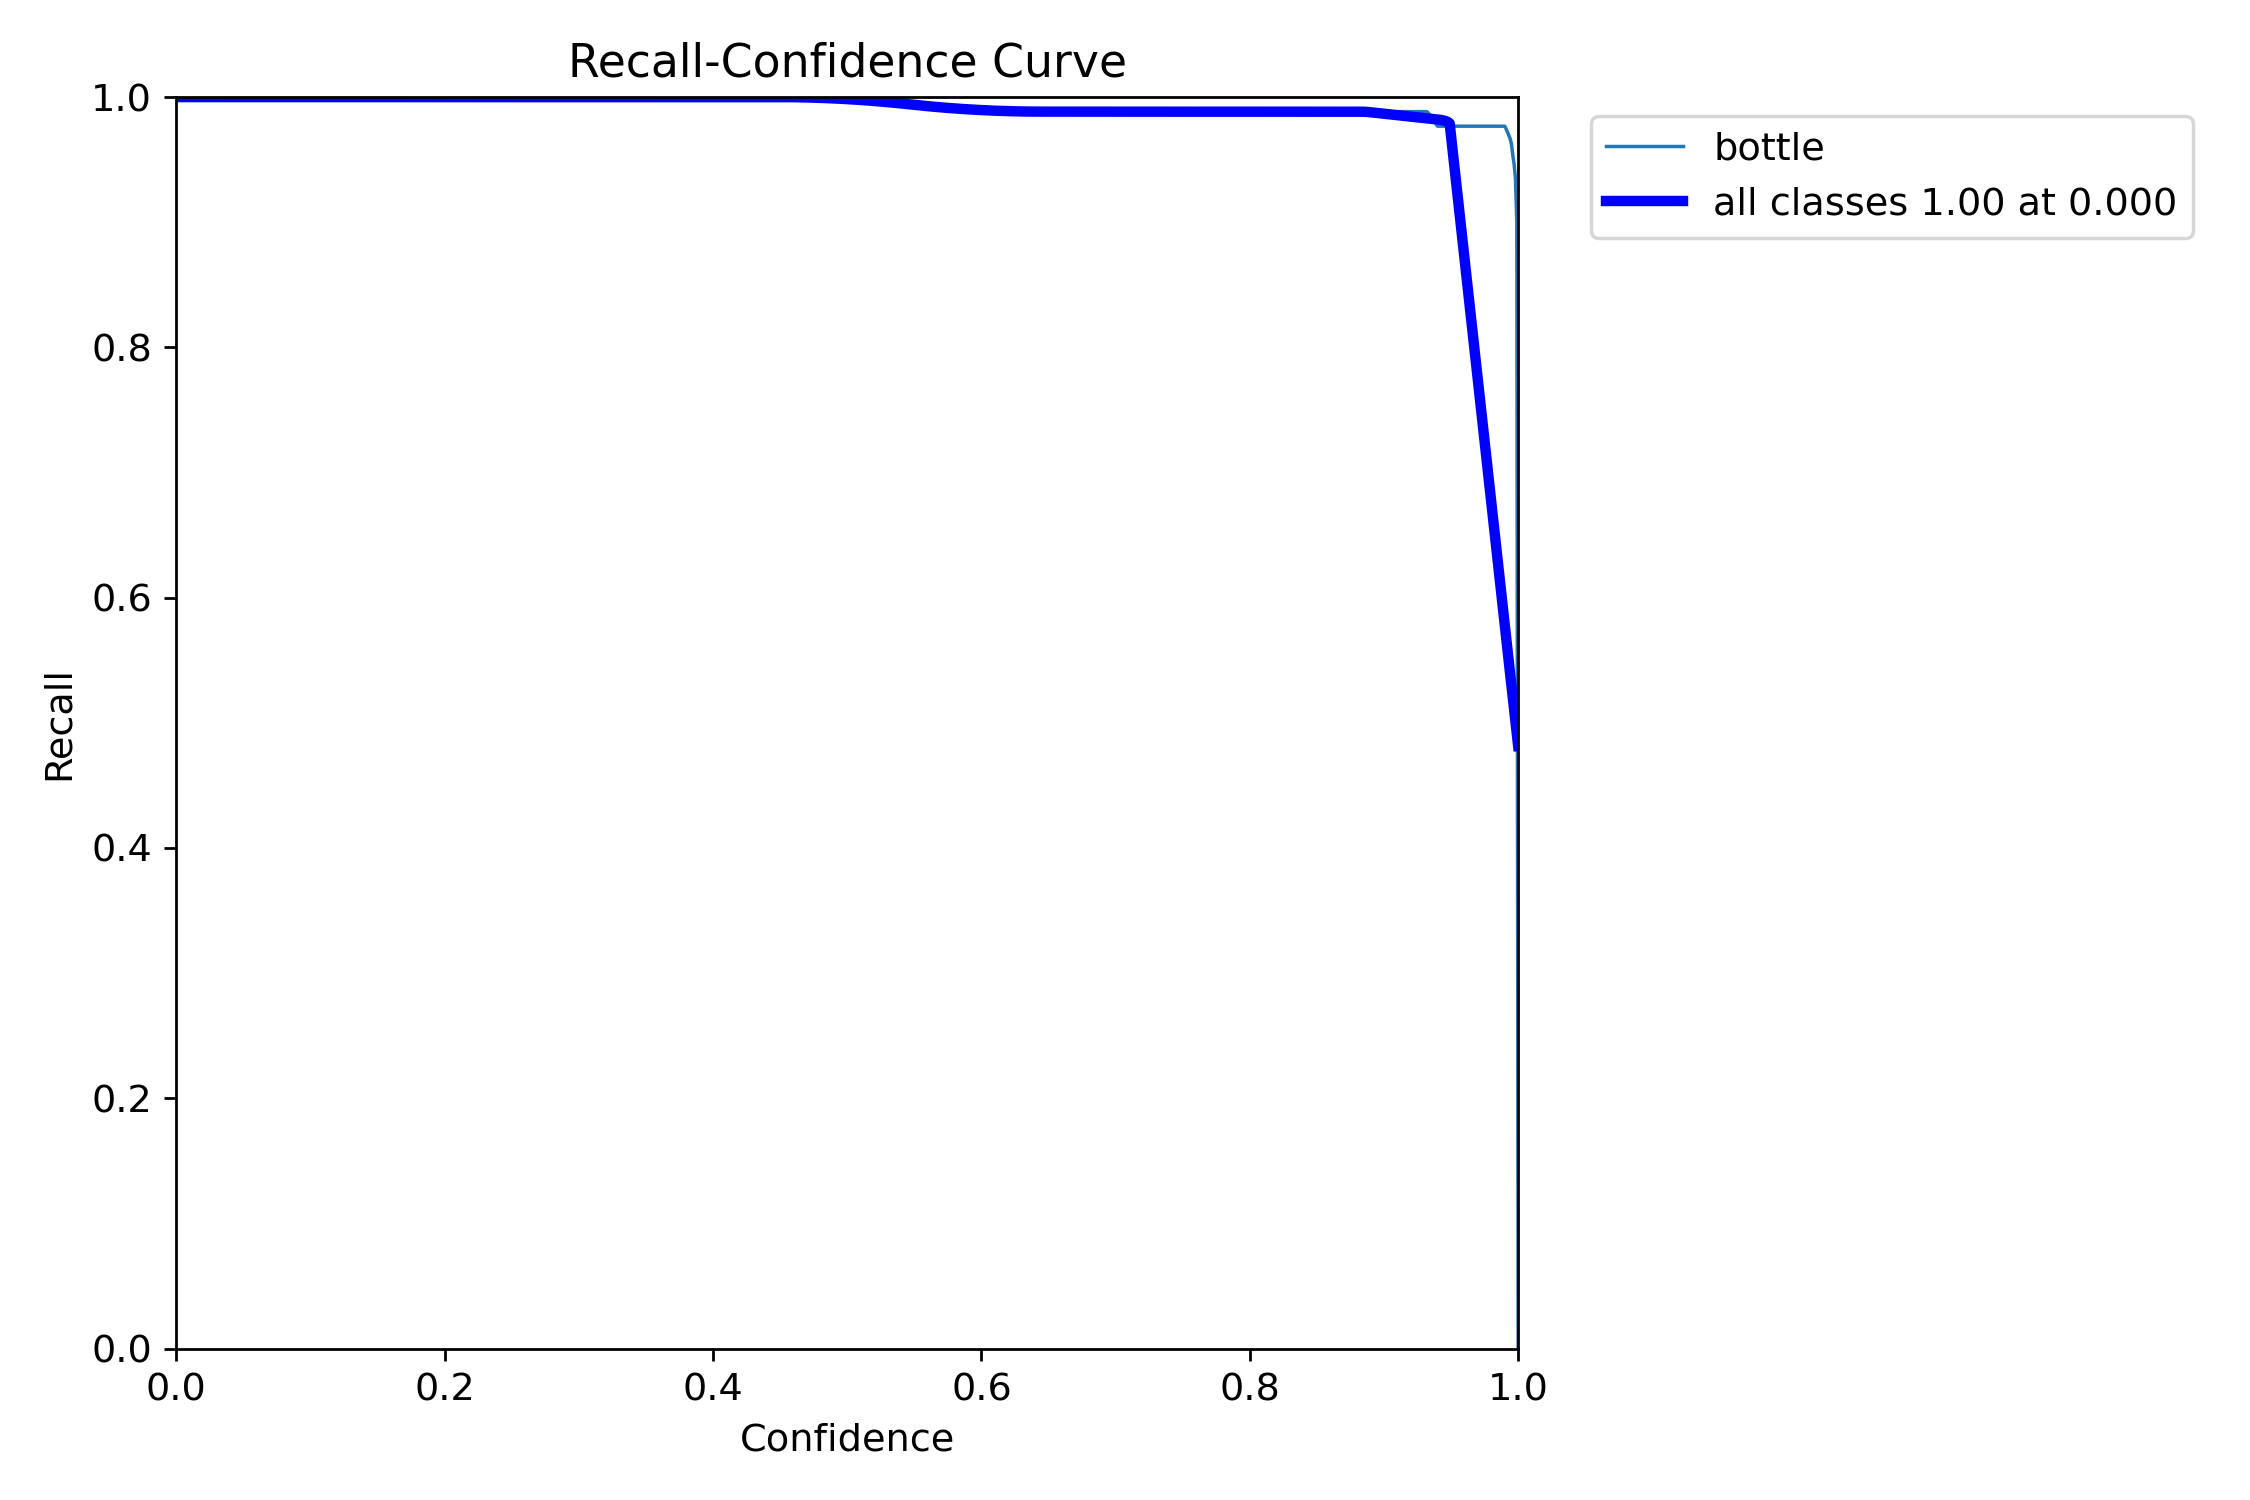 Recall-Confidence Curve
1.0
0.8
0.6
0.4
0.2
0.0
Recall
0.0 0.2 0.4 0.6 0.8 1.0
Confidence
bottle
all classes 1.00 at 0.000